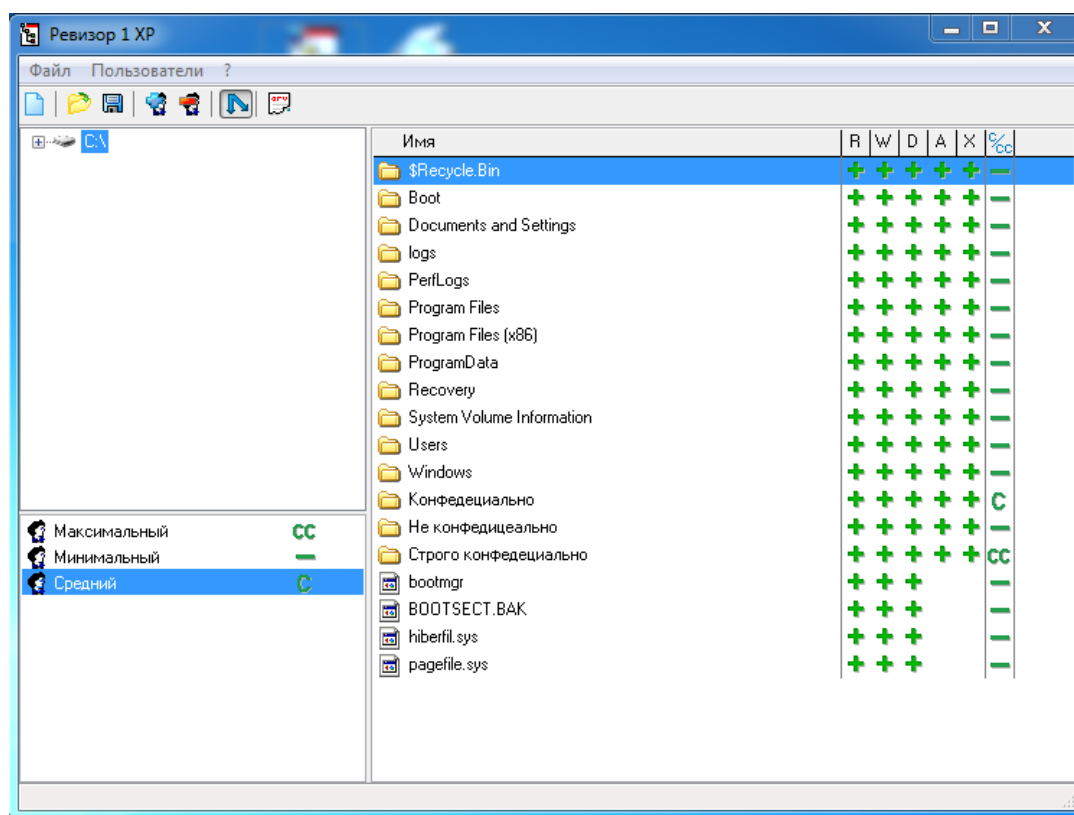 Ревизор 1 XP
Файл Пользователи ?
C:\
Имя R W D A X C/CC
$Recycle.Bin
Boot
Documents and Settings
logs
PerfLogs
Program Files
Program Files (x86)
ProgramData
Recovery
System Volume Information
Users
Windows
Конфедециально C
Не конфедицеально
Строго конфедециально CC
bootmgr
BOOTSECT.BAK
hiberfil.sys
pagefile.sys
Максимальный CC
Минимальный
Средний C